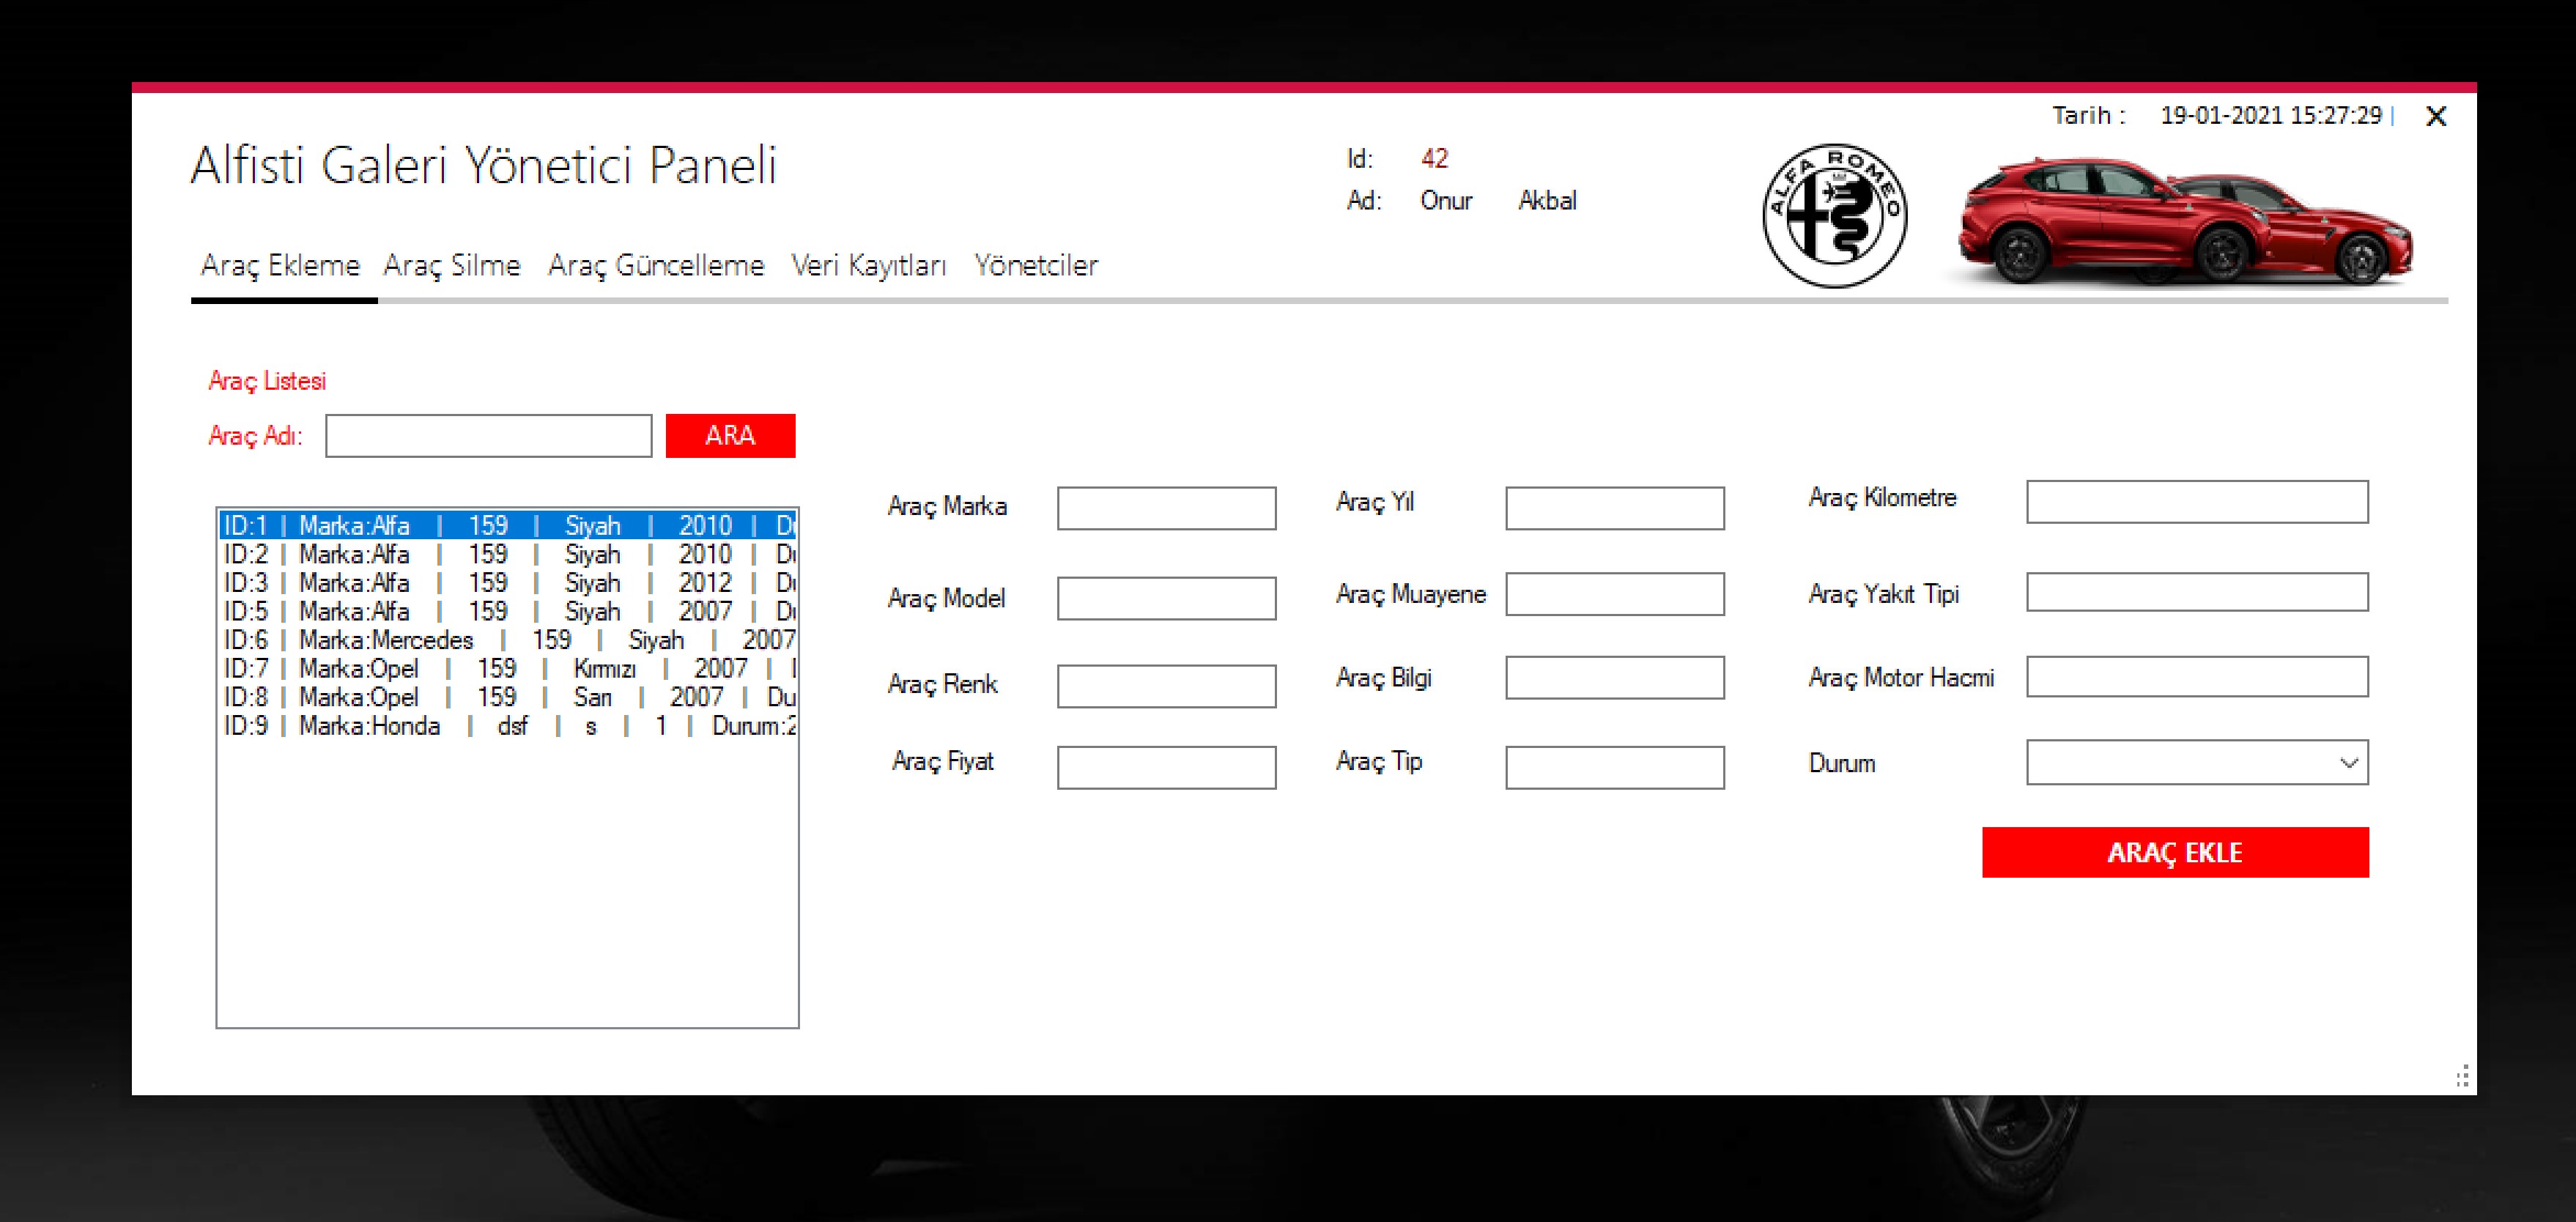 Tarih : 19-01-2021 15:27:29 | X
Alfisti Galeri Yönetici Paneli
Id: 42
Ad: Onur Akbal
ALFA ROMEO
Araç Ekleme Araç Silme Araç Güncelleme Veri Kayıtları Yönetciler
Araç Listesi
Araç Adı: ARA
ID:1 | Marka:Alfa | 159 | Siyah | 2010 |
ID:2 | Marka:Alfa | 159 | Siyah | 2010 |
ID:3 | Marka:Alfa | 159 | Siyah | 2012 |
ID:5 | Marka:Alfa | 159 | Siyah | 2007 |
ID:6 | Marka:Mercedes | 159 | Siyah | 2007
ID:7 | Marka:Opel | 159 | Kırmızı | 2007 |
ID:8 | Marka:Opel | 159 | Sarı | 2007 | Du
ID:9 | Marka:Honda | dsf | s | 1 | Durum:2
Araç Marka
Araç Model
Araç Renk
Araç Fiyat
Araç Yıl
Araç Muayene
Araç Bilgi
Araç Tip
Araç Kilometre
Araç Yakıt Tipi
Araç Motor Hacmi
Durum
ARAÇ EKLE